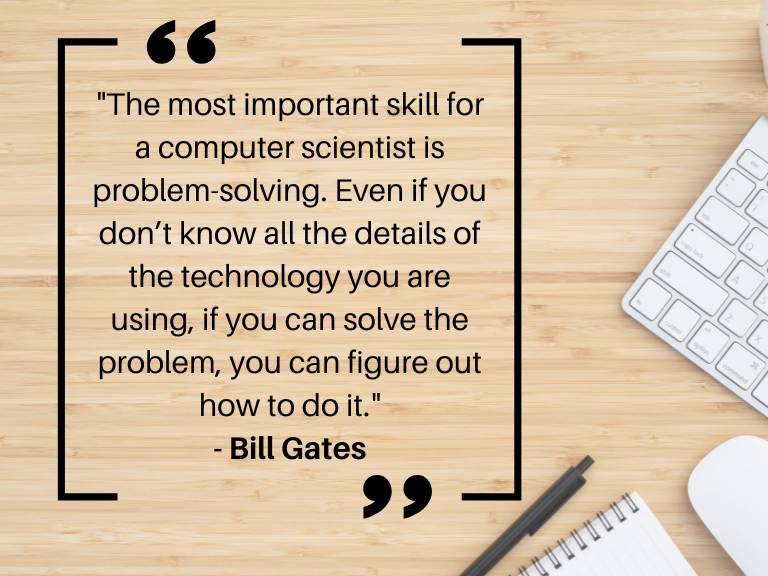 "The most important skill for
a computer scientist is
problem-solving. Even if you
don’t know all the details of
the technology you are
using, if you can solve the
problem, you can figure out
how to do it."
- Bill Gates